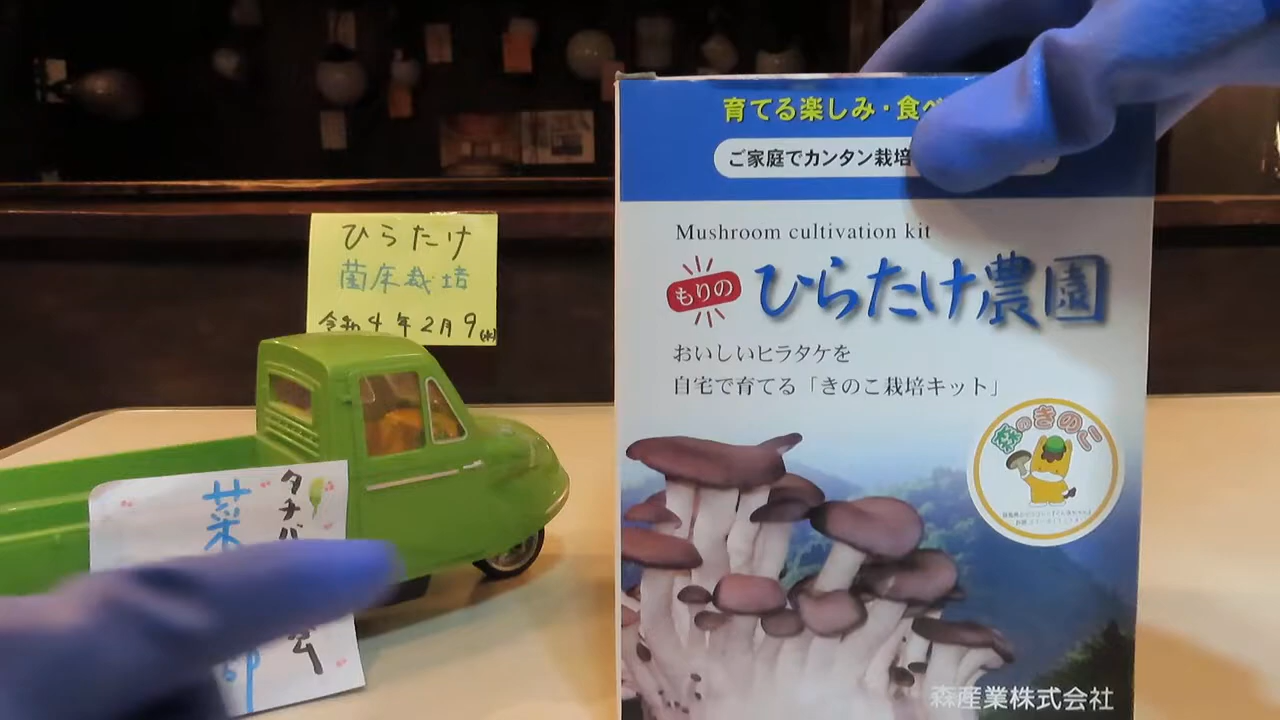 ひらたけ
菌床栽培
令和4年2月9(水)
タチバ
菜
部
育てる楽しみ・食べ
ご家庭でカンタン栽培
Mushroom cultivation kit
もりの
ひらたけ農園
おいしいヒラタケを
自宅で育てる「きのこ栽培キット」
森のきのこ
森産業株式会社